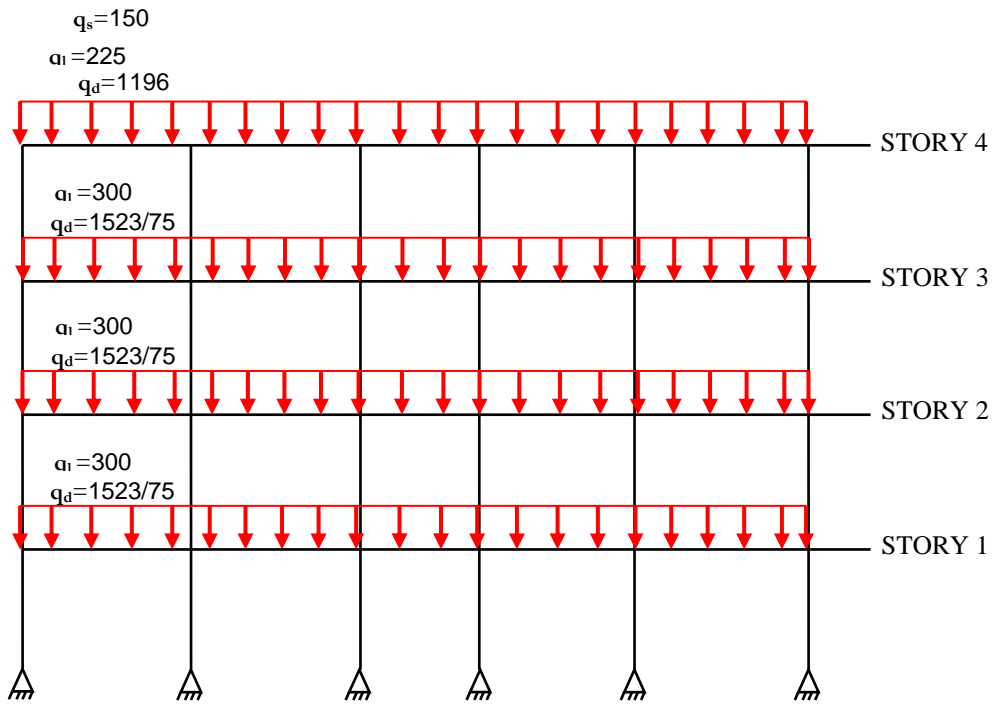 qs=150
ql=225
qd=1196
STORY 4
ql=300
qd=1523/75
STORY 3
ql=300
qd=1523/75
STORY 2
ql=300
qd=1523/75
STORY 1